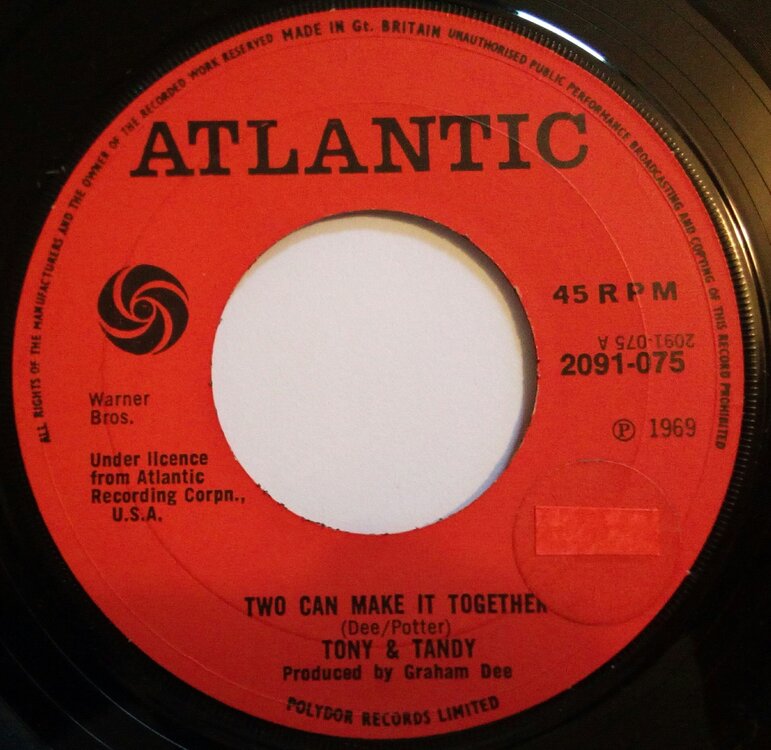 ALL RIGHTS OF THE MANUFACTURERS AND THE OWNER OF THE RECORDED WORK RESERVED MADE IN Gt. BRITAIN UNAUTHORISED PUBLIC PERFORMANCE BROADCASTING AND COPYING OF THIS RECORD PROHIBITED
ATLANTIC
45 RPM
2091-075 A
2091-075
Ⓟ 1969
Warner
Bros.
Under licence
from Atlantic
Recording Corpn.,
U.S.A.
TWO CAN MAKE IT TOGETHER
(Dee/Potter)
TONY & TANDY
Produced by Graham Dee
POLYDOR RECORDS LIMITED